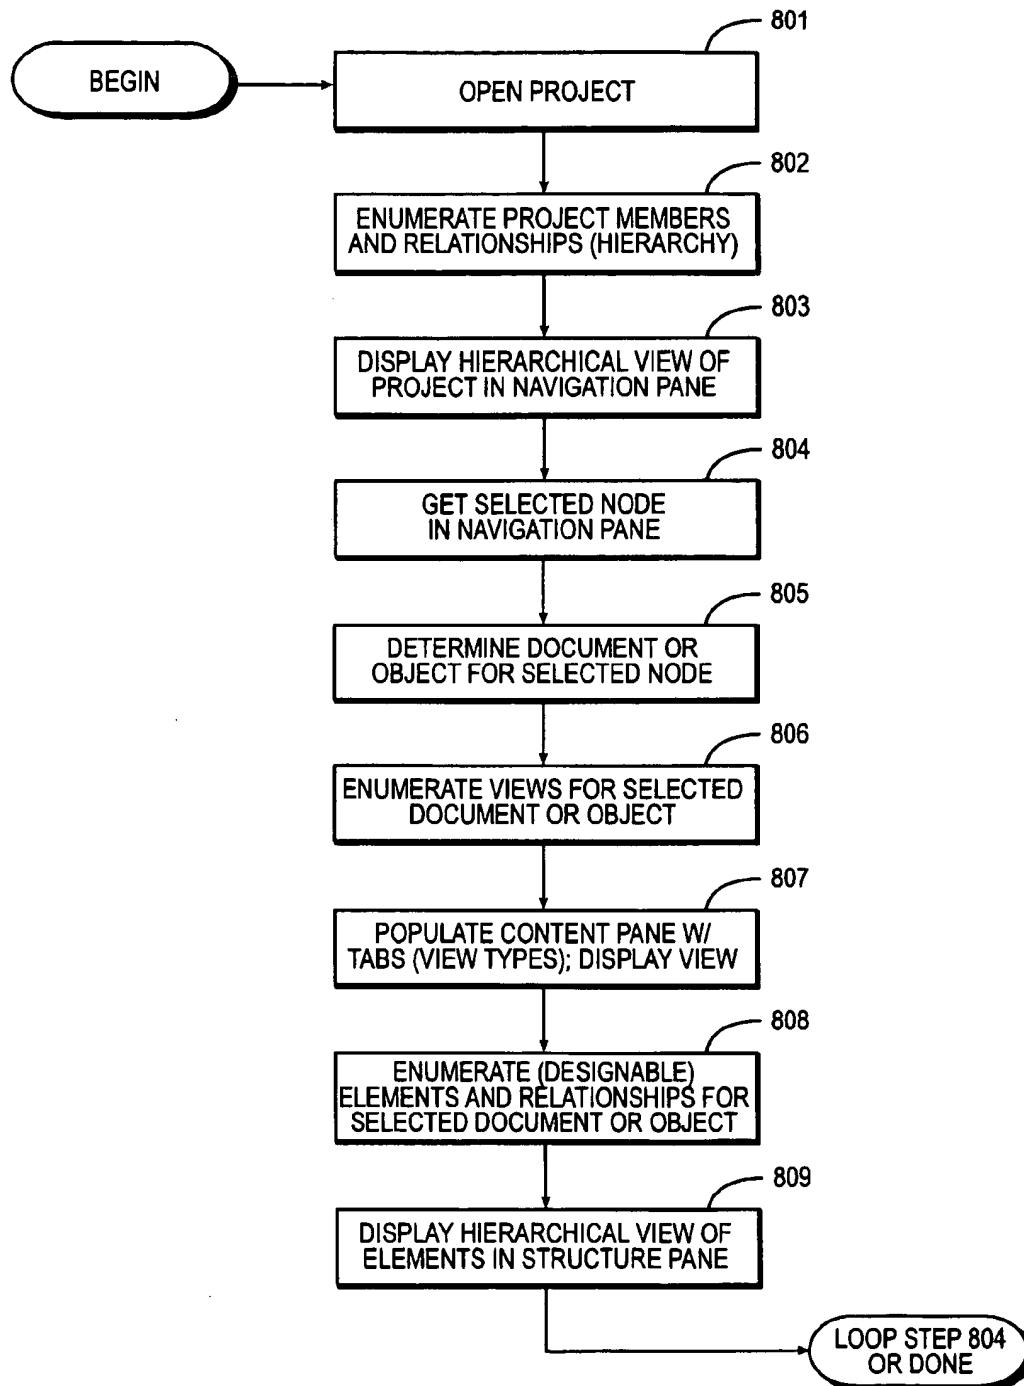 801
BEGIN
OPEN PROJECT
802
ENUMERATE PROJECT MEMBERS
AND RELATIONSHIPS (HIERARCHY)
803
DISPLAY HIERARCHICAL VIEW OF
PROJECT IN NAVIGATION PANE
804
GET SELECTED NODE
IN NAVIGATION PANE
805
DETERMINE DOCUMENT OR
OBJECT FOR SELECTED NODE
806
ENUMERATE VIEWS FOR SELECTED
DOCUMENT OR OBJECT
807
POPULATE CONTENT PANE W/
TABS (VIEW TYPES); DISPLAY VIEW
808
ENUMERATE (DESIGNABLE)
ELEMENTS AND RELATIONSHIPS FOR
SELECTED DOCUMENT OR OBJECT
809
DISPLAY HIERARCHICAL VIEW OF
ELEMENTS IN STRUCTURE PANE
LOOP STEP 804
OR DONE